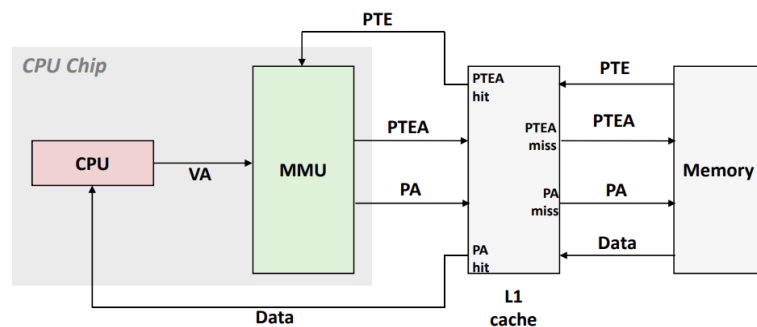 PTE
CPU Chip
PTEA
hit
PTE
PTEA
PTEA
miss
PTEA
CPU
VA
MMU
Memory
PA
PA
miss
PA
PA
hit
Data
Data
L1
cache